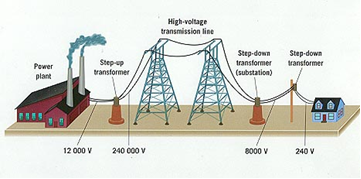 High-voltage
transmission line
Power
plant
Step-up
transformer
Step-down
transformer
(substation)
Step-down
transformer
12 000 V
240 000 V
8000 V
240 V